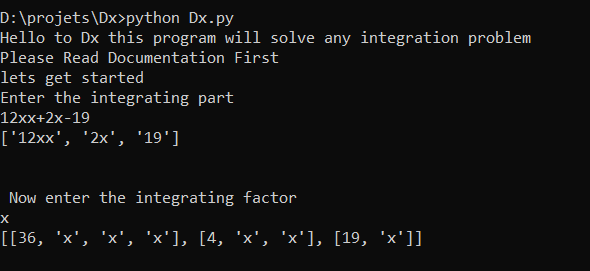 D:\projets\Dx>python Dx.py
Hello to Dx this program will solve any integration problem
Please Read Documentation First
lets get started
Enter the integrating part
12xx+2x-19
['12xx', '2x', '19']
Now enter the integrating factor
x
[[36, 'x', 'x', 'x'], [4, 'x', 'x'], [19, 'x']]